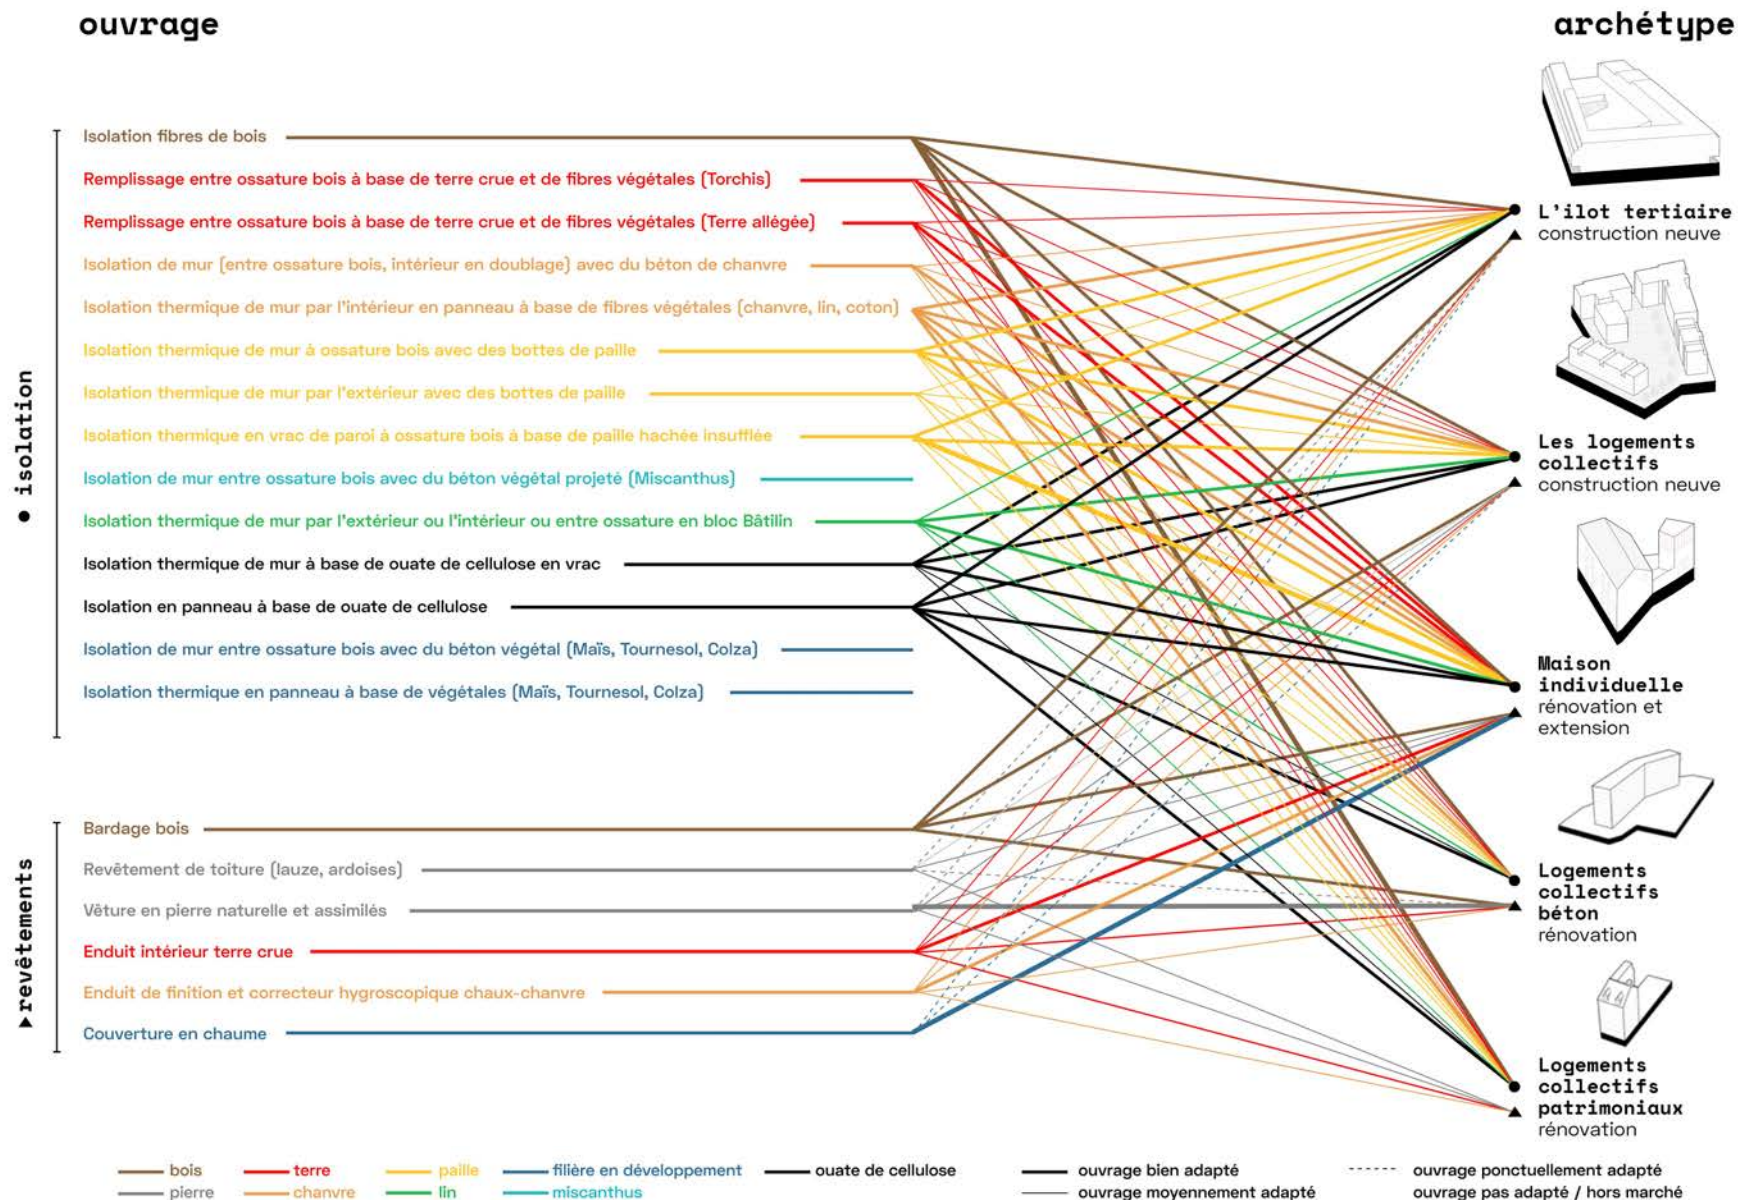 ouvrage
archétype
● isolation
Isolation fibres de bois
Remplissage entre ossature bois à base de terre crue et de fibres végétales (Torchis)
Remplissage entre ossature bois à base de terre crue et de fibres végétales (Terre allégée)
Isolation de mur (entre ossature bois, intérieur en doublage) avec du béton de chanvre
Isolation thermique de mur par l'intérieur en panneau à base de fibres végétales (chanvre, lin, coton)
Isolation thermique de mur à ossature bois avec des bottes de paille
Isolation thermique de mur par l'extérieur avec des bottes de paille
Isolation thermique en vrac de paroi à ossature bois à base de paille hachée insufflée
Isolation de mur entre ossature bois avec du béton végétal projeté (Miscanthus)
Isolation thermique de mur par l'extérieur ou l'intérieur ou entre ossature en bloc Bâtilin
Isolation thermique de mur à base de ouate de cellulose en vrac
Isolation en panneau à base de ouate de cellulose
Isolation de mur entre ossature bois avec du béton végétal (Maïs, Tournesol, Colza)
Isolation thermique en panneau à base de végétales (Maïs, Tournesol, Colza)
▲ revêtements
Bardage bois
Revêtement de toiture (lauze, ardoises)
Vêture en pierre naturelle et assimilés
Enduit intérieur terre crue
Enduit de finition et correcteur hygroscopique chaux-chanvre
Couverture en chaume
L'ilot tertiaire
construction neuve
Les logements
collectifs
construction neuve
Maison
individuelle
rénovation et
extension
Logements
collectifs
béton
rénovation
Logements
collectifs
patrimoniaux
rénovation
bois
terre
paille
filière en développement
ouate de cellulose
ouvrage bien adapté
ouvrage ponctuellement adapté
pierre
chanvre
lin
miscanthus
ouvrage moyennement adapté
ouvrage pas adapté / hors marché